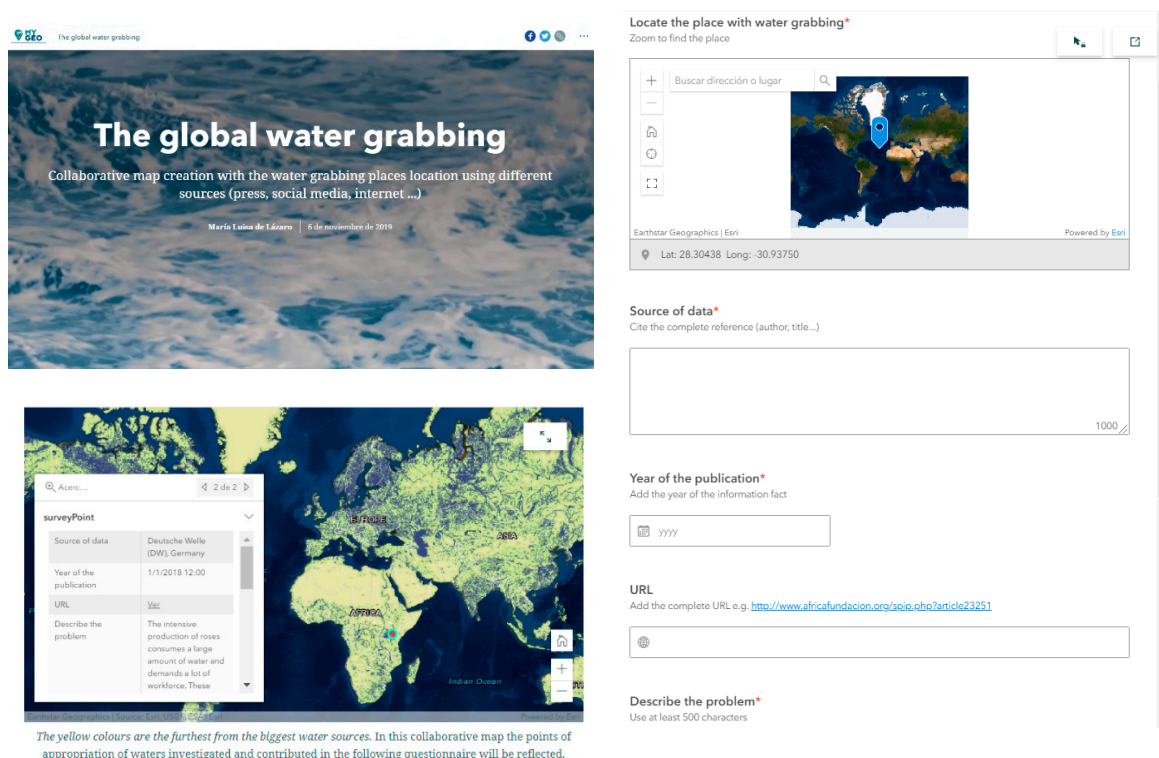 MY GEO
The global water grabbing
The global water grabbing
Collaborative map creation with the water grabbing places location using different
sources (press, social media, internet ...)
María Luisa de Lázaro
6 de noviembre de 2019
Acerc...
2 de 2
surveyPoint
Source of data
Deutsche Welle
(DW), Germany
Year of the
publication
1/1/2018 12:00
URL
Ver
Describe the
problem
The intensive
production of roses
consumes a large
amount of water and
demands a lot of
workforce. These
EUROPE
ASIA
AFRICA
Indian Ocean
Earthstar Geographics | Source: Esri, USGS
Powered by Esri
The yellow colours are the furthest from the biggest water sources. In this collaborative map the points of
appropriation of waters investigated and contributed in the following questionnaire will be reflected.
Locate the place with water grabbing*
Zoom to find the place
Buscar dirección o lugar
Earthstar Geographics | Esri
Powered by Esri
Lat: 28.30438 Long: -30.93750
Source of data*
Cite the complete reference (author, title...)
1000
Year of the publication*
Add the year of the information fact
yyyy
URL
Add the complete URL e.g. http://www.africafundacion.org/spip.php?article23251
Describe the problem*
Use at least 500 characters